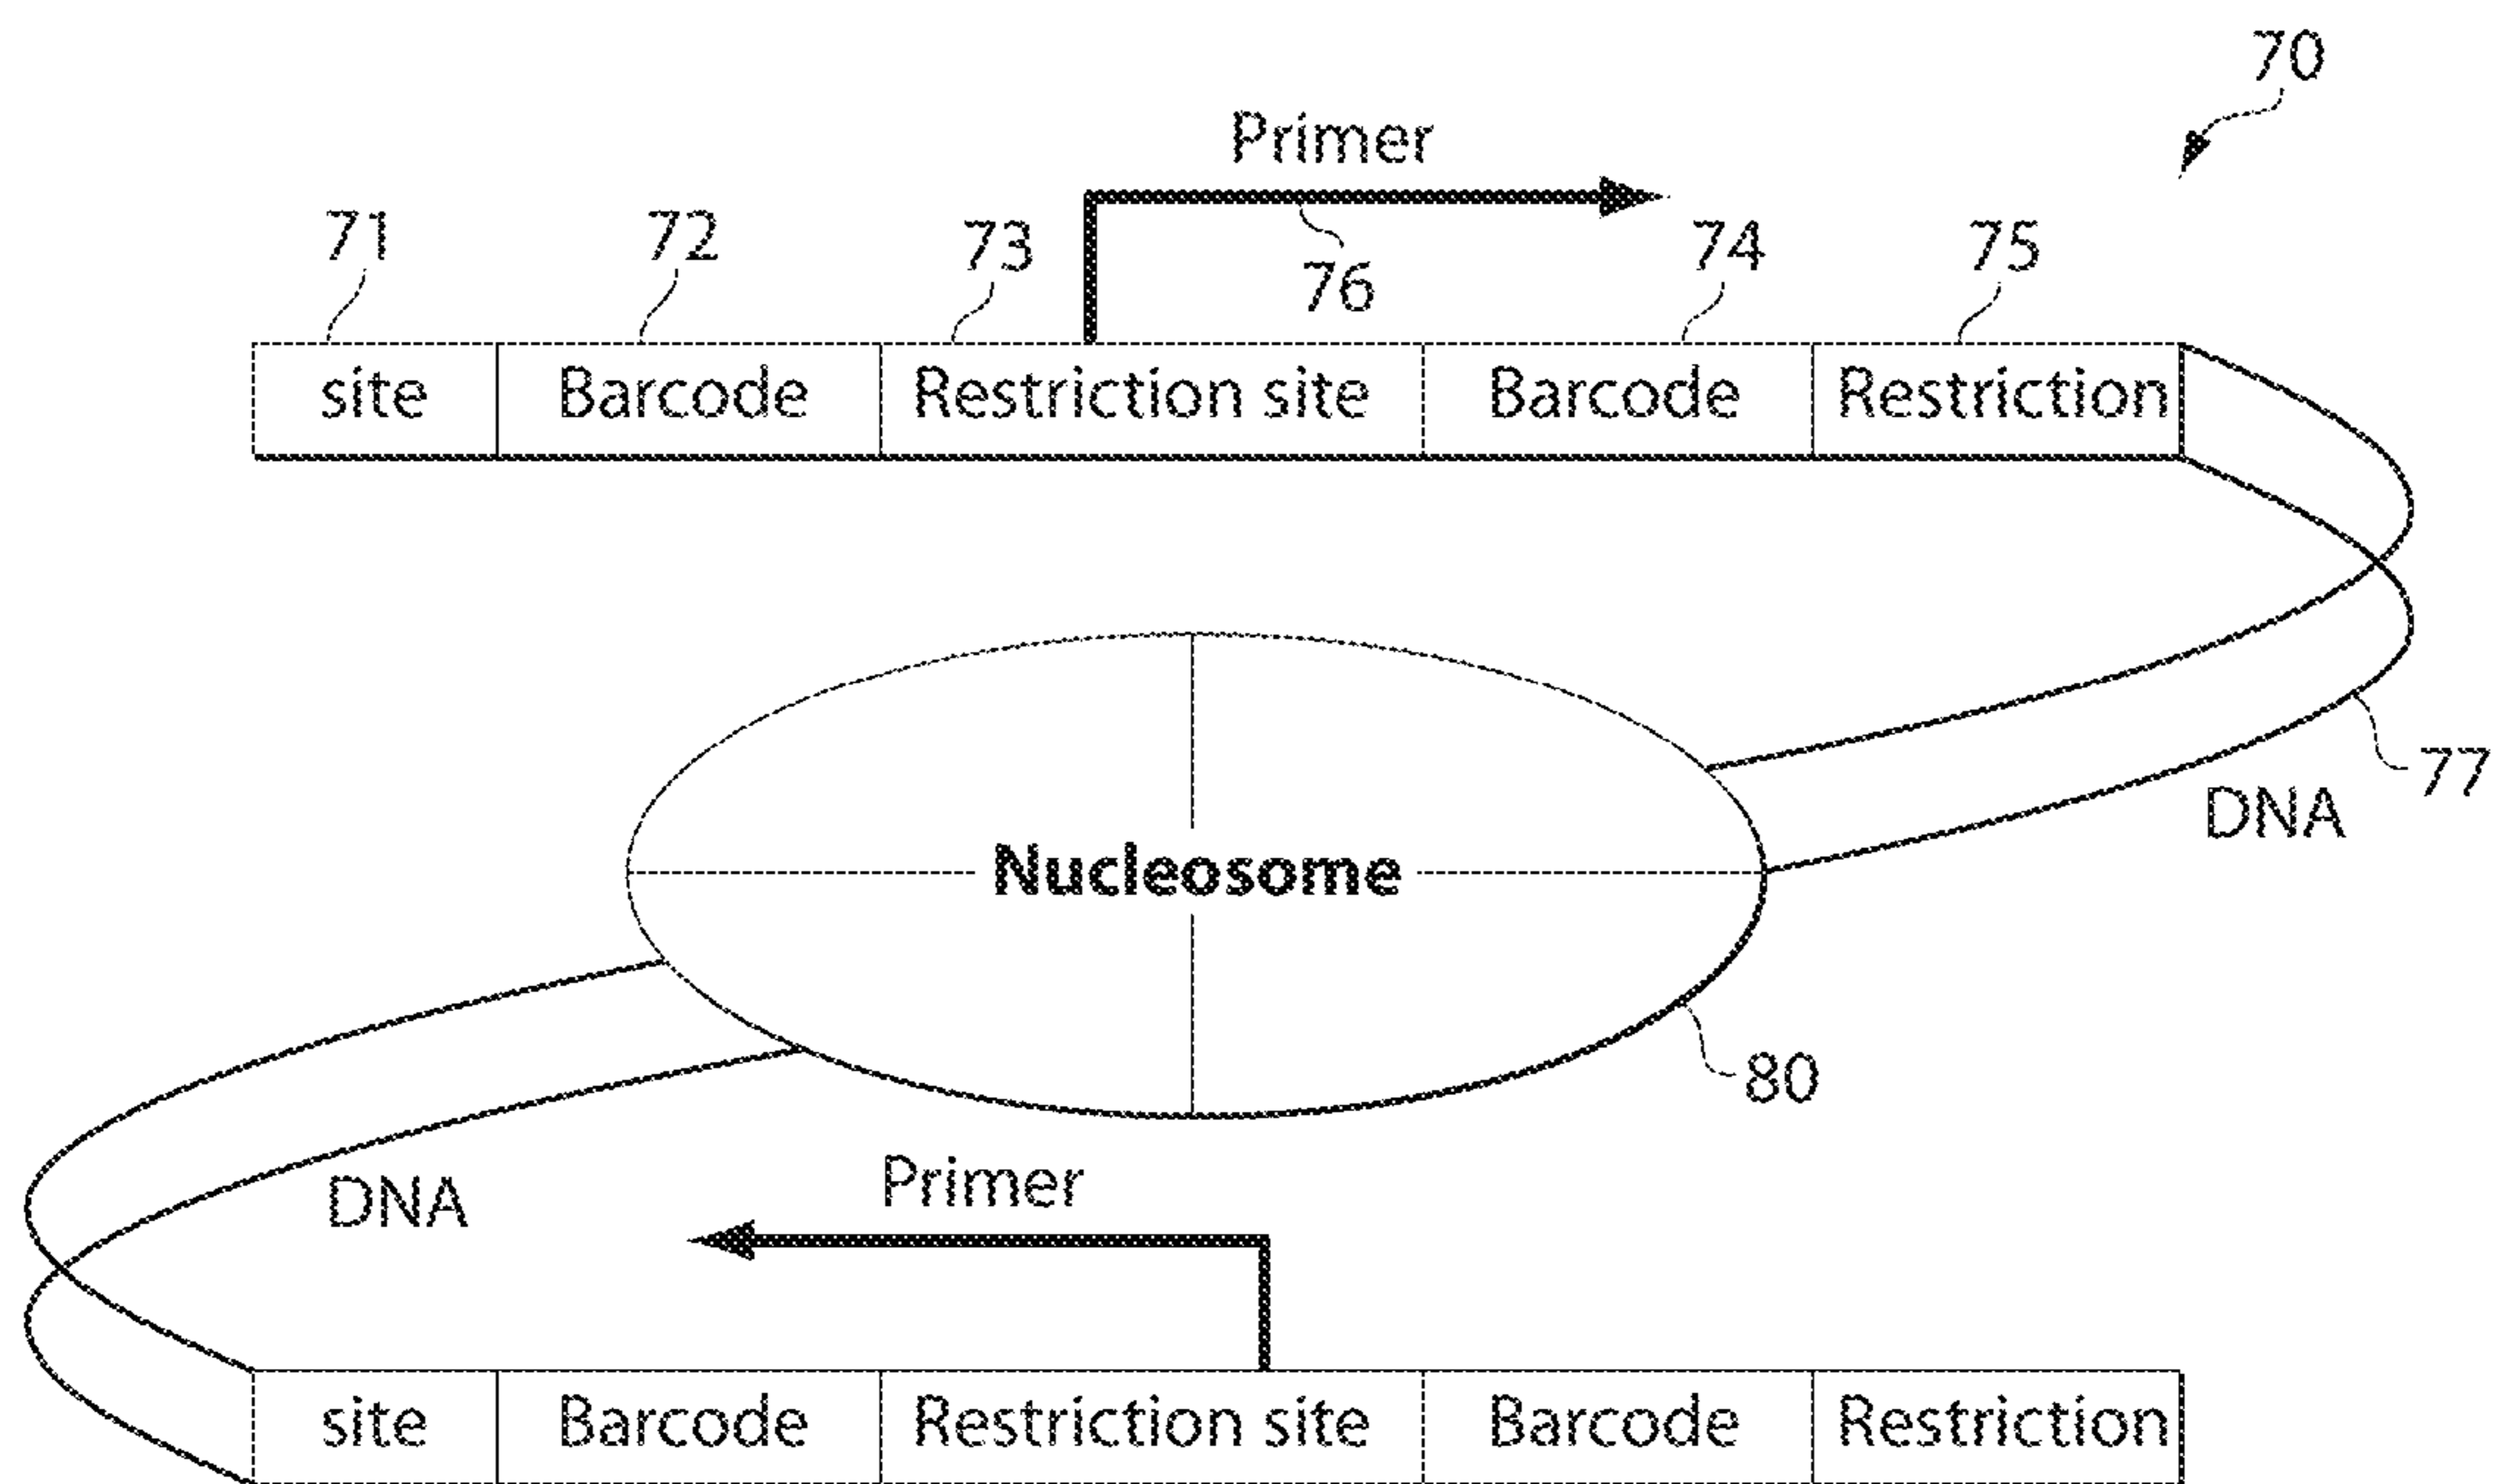 70
Primer
71 72 73 76 74 75
site Barcode Restriction site Barcode Restriction
77
DNA
Nucleosome
80
DNA
Primer
site Barcode Restriction site Barcode Restriction